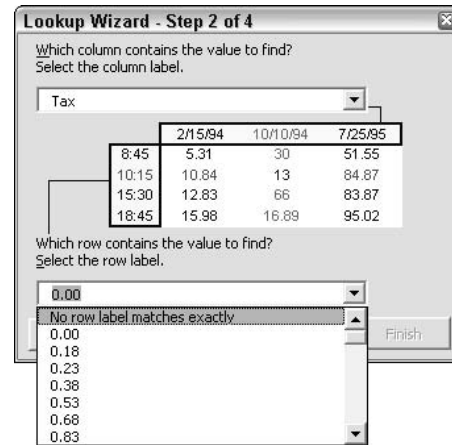 Lookup Wizard - Step 2 of 4
Which column contains the value to find?
Select the column label.
Tax
2/15/94 10/10/94 7/25/95
8:45 5.31 30 51.55
10:15 10.84 13 84.87
15:30 12.83 66 83.87
18:45 15.98 16.89 95.02
Which row contains the value to find?
Select the row label.
0.00
No row label matches exactly
0.00
0.18
0.23
0.38
0.53
0.68
0.83
Finish